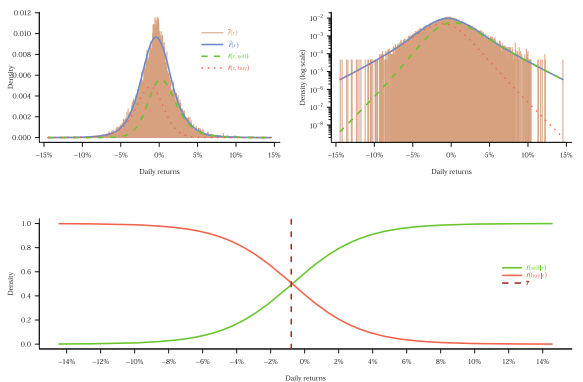 0.012
0.010
0.008
0.006
0.004
0.002
0.000
Density
−15% −10% −5% 0% 5% 10% 15%
Daily returns
10⁻²
10⁻³
10⁻⁴
10⁻⁵
10⁻⁶
10⁻⁷
10⁻⁸
Density (log scale)
−15% −10% −5% 0% 5% 10% 15%
Daily returns
1.0
0.8
0.6
0.4
0.2
0.0
Density
−14% −12% −10% −8% −6% −4% −2% 0% 2% 4% 6% 8% 10% 12% 14%
Daily returns